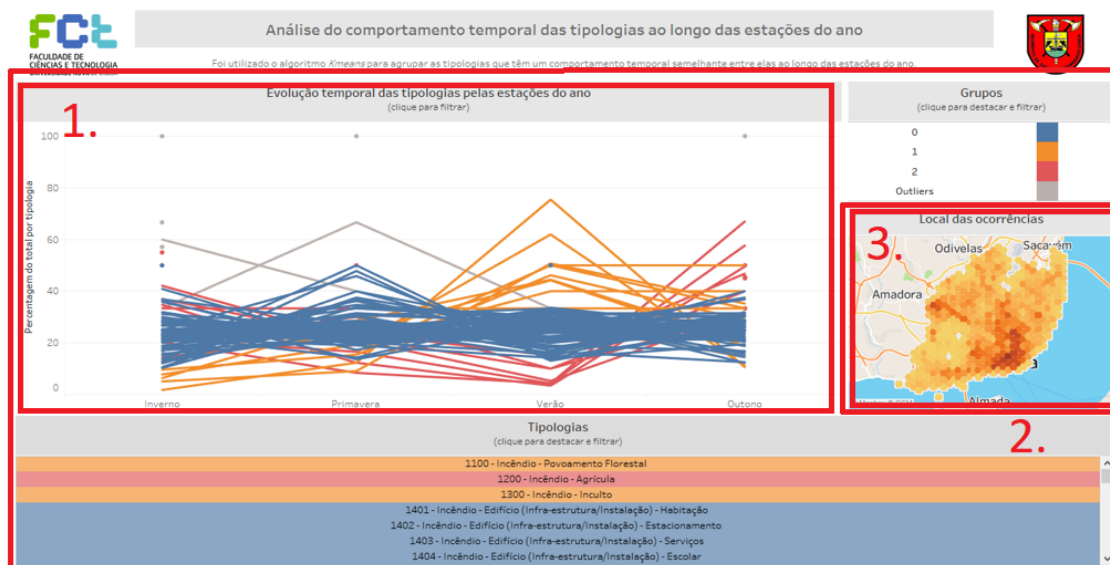 FCt
FACULDADE DE
CIÊNCIAS E TECNOLOGIA
Análise do comportamento temporal das tipologias ao longo das estações do ano
Foi utilizado o algoritmo Kmeans para agrupar as tipologias que têm um comportamento temporal semelhante entre elas ao longo das estações do ano.
1.
Evolução temporal das tipologias pelas estações do ano
(clique para filtrar)
Percentagem do total por tipologia
100
80
60
40
20
0
Inverno
Primavera
Verão
Outono
Grupos
(clique para destacar e filtrar)
0
1
2
Outliers
Local das ocorrências
3.
Odivelas
Sacavém
Amadora
Almada
2.
Tipologias
(clique para destacar e filtrar)
1100 - Incêndio - Povoamento Florestal
1200 - Incêndio - Agrícula
1300 - Incêndio - Inculto
1401 - Incêndio - Edifício (Infra-estrutura/Instalação) - Habitação
1402 - Incêndio - Edifício (Infra-estrutura/Instalação) - Estacionamento
1403 - Incêndio - Edifício (Infra-estrutura/Instalação) - Serviços
1404 - Incêndio - Edifício (Infra-estrutura/Instalação) - Escolar